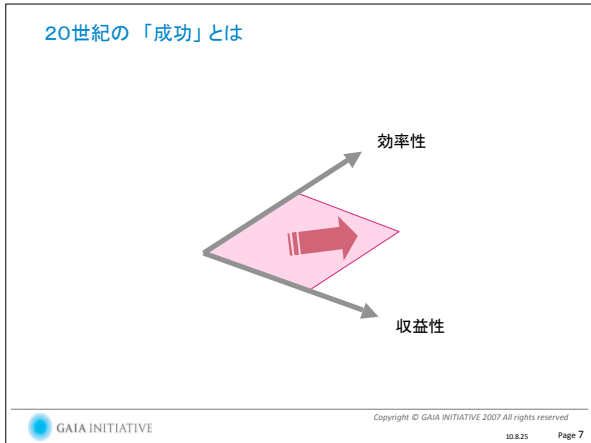 20世紀の 「成功」とは
効率性
収益性
GAIA INITIATIVE
Copyright © GAIA INITIATIVE 2007 All rights reserved
10.8.25 Page 7